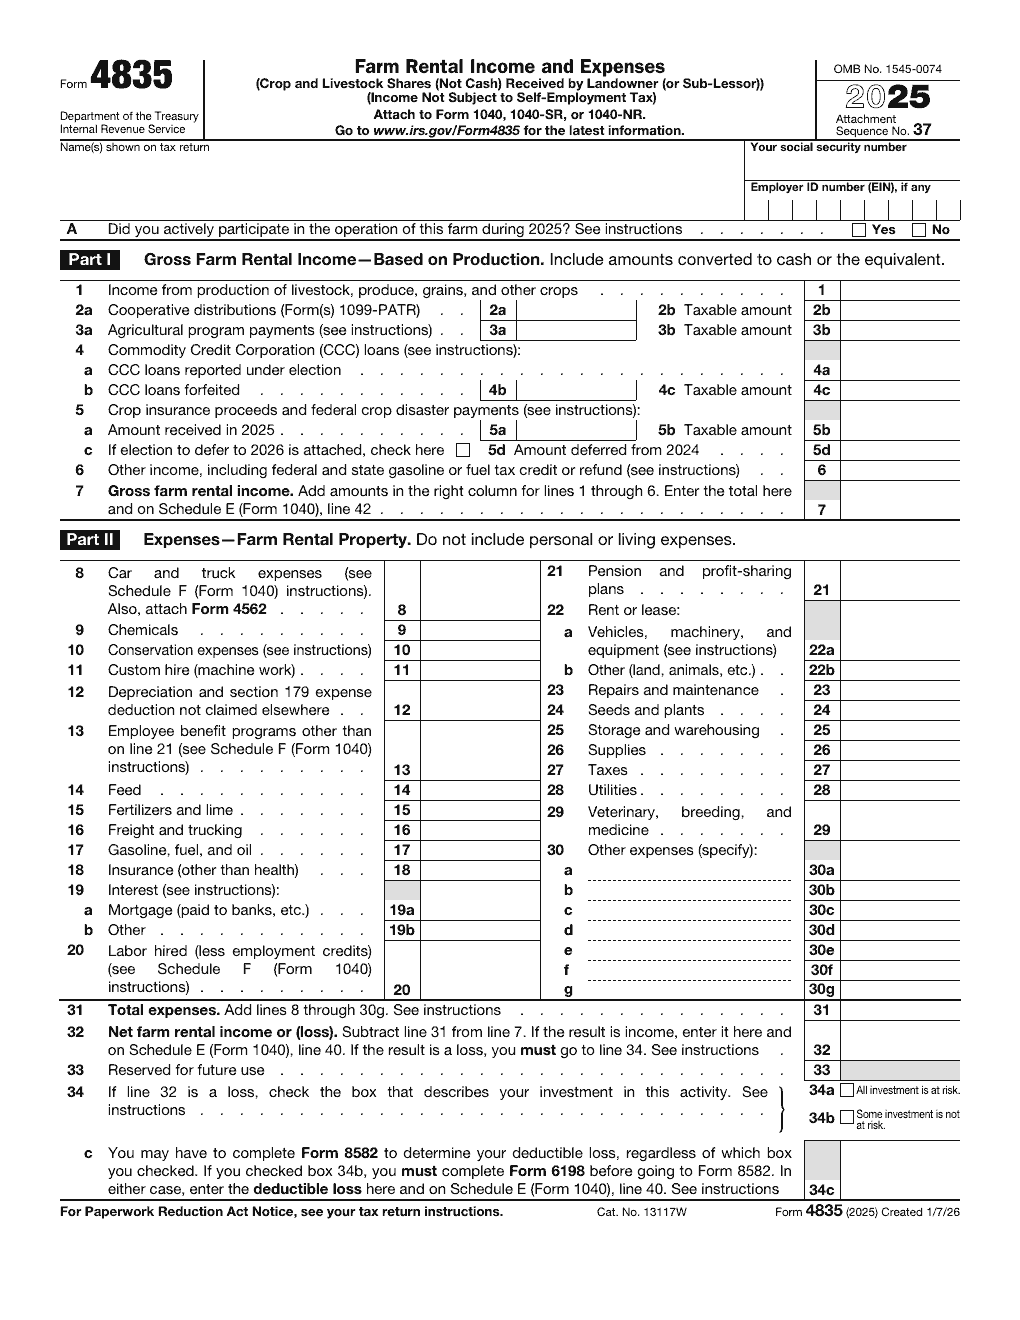 Form 4835
Department of the Treasury
Internal Revenue Service
Farm Rental Income and Expenses
(Crop and Livestock Shares (Not Cash) Received by Landowner (or Sub-Lessor))
(Income Not Subject to Self-Employment Tax)
Attach to Form 1040, 1040-SR, or 1040-NR.
Go to www.irs.gov/Form4835 for the latest information.
OMB No. 1545-0074
2025
Attachment
Sequence No. 37
Name(s) shown on tax return
Your social security number
Employer ID number (EIN), if any
A Did you actively participate in the operation of this farm during 2025? See instructions . . . . . . . Yes No
Part I Gross Farm Rental Income—Based on Production. Include amounts converted to cash or the equivalent.
1 Income from production of livestock, produce, grains, and other crops . . . . . . . . . . 1
2a Cooperative distributions (Form(s) 1099-PATR) . . 2a 2b Taxable amount 2b
3a Agricultural program payments (see instructions) . . 3a 3b Taxable amount 3b
4 Commodity Credit Corporation (CCC) loans (see instructions):
a CCC loans reported under election . . . . . . . . . . . . . . . . . . . . . . 4a
b CCC loans forfeited . . . . . . . . . . . 4b 4c Taxable amount 4c
5 Crop insurance proceeds and federal crop disaster payments (see instructions):
a Amount received in 2025 . . . . . . . . . . 5a 5b Taxable amount 5b
c If election to defer to 2026 is attached, check here 5d Amount deferred from 2024 . . . . 5d
6 Other income, including federal and state gasoline or fuel tax credit or refund (see instructions) . . 6
7 Gross farm rental income. Add amounts in the right column for lines 1 through 6. Enter the total here
and on Schedule E (Form 1040), line 42 . . . . . . . . . . . . . . . . . . . . . 7
Part II Expenses—Farm Rental Property. Do not include personal or living expenses.
8 Car and truck expenses (see
Schedule F (Form 1040) instructions).
Also, attach Form 4562 . . . . . 8
9 Chemicals . . . . . . . . . 9
10 Conservation expenses (see instructions) 10
11 Custom hire (machine work) . . . . 11
12 Depreciation and section 179 expense
deduction not claimed elsewhere . . 12
13 Employee benefit programs other than
on line 21 (see Schedule F (Form 1040)
instructions) . . . . . . . . . 13
14 Feed . . . . . . . . . . . 14
15 Fertilizers and lime . . . . . . . 15
16 Freight and trucking . . . . . . 16
17 Gasoline, fuel, and oil . . . . . . 17
18 Insurance (other than health) . . . 18
19 Interest (see instructions):
a Mortgage (paid to banks, etc.) . . . 19a
b Other . . . . . . . . . . . 19b
20 Labor hired (less employment credits)
(see Schedule F (Form 1040)
instructions) . . . . . . . . . 20
21 Pension and profit-sharing
plans . . . . . . . . 21
22 Rent or lease:
a Vehicles, machinery, and
equipment (see instructions) 22a
b Other (land, animals, etc.) . . 22b
23 Repairs and maintenance . 23
24 Seeds and plants . . . . 24
25 Storage and warehousing . 25
26 Supplies . . . . . . . 26
27 Taxes . . . . . . . . 27
28 Utilities . . . . . . . . 28
29 Veterinary, breeding, and
medicine . . . . . . . 29
30 Other expenses (specify):
a 30a
b 30b
c 30c
d 30d
e 30e
f 30f
g 30g
31 Total expenses. Add lines 8 through 30g. See instructions . . . . . . . . . . . . . . 31
32 Net farm rental income or (loss). Subtract line 31 from line 7. If the result is income, enter it here and
on Schedule E (Form 1040), line 40. If the result is a loss, you must go to line 34. See instructions . 32
33 Reserved for future use . . . . . . . . . . . . . . . . . . . . . . . . . . 33
34 If line 32 is a loss, check the box that describes your investment in this activity. See
instructions . . . . . . . . . . . . . . . . . . . . . . . . . . . . . }
34a All investment is at risk.
34b Some investment is not
at risk.
c You may have to complete Form 8582 to determine your deductible loss, regardless of which box
you checked. If you checked box 34b, you must complete Form 6198 before going to Form 8582. In
either case, enter the deductible loss here and on Schedule E (Form 1040), line 40. See instructions 34c
For Paperwork Reduction Act Notice, see your tax return instructions. Cat. No. 13117W Form 4835 (2025) Created 1/7/26